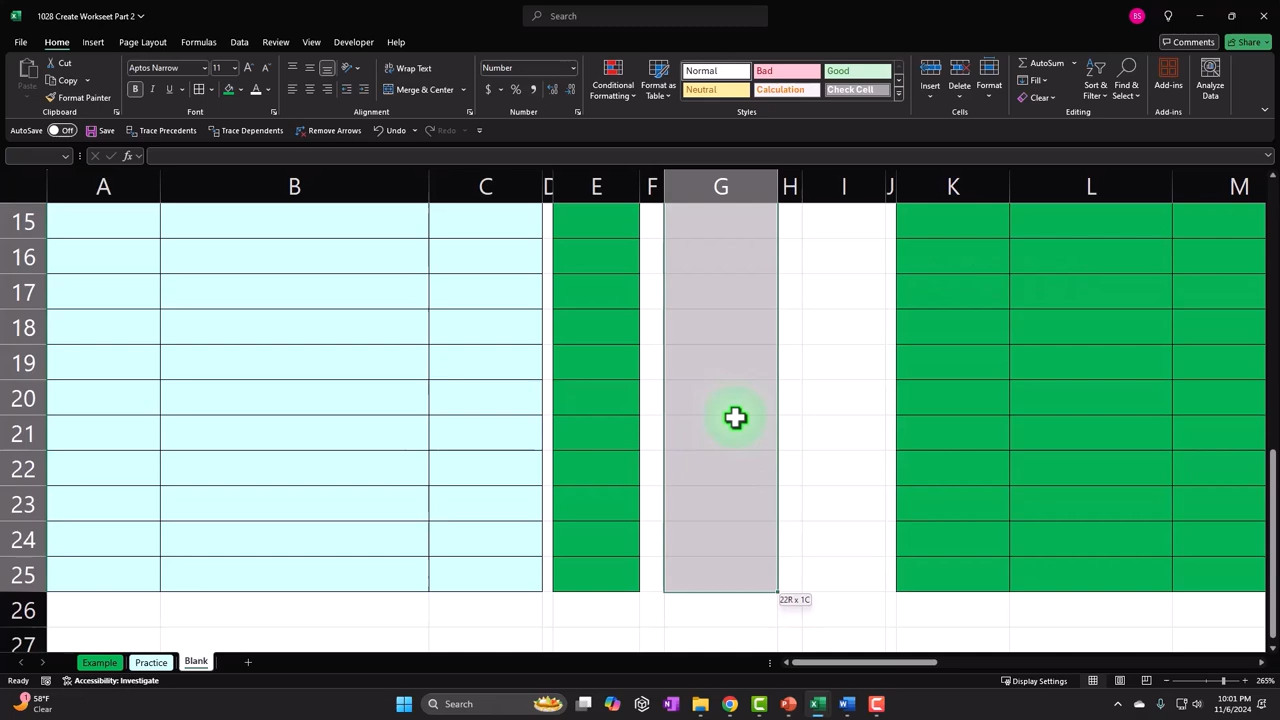 1028 Create Workseet Part 2
Search
BS
File Home Insert Page Layout Formulas Data Review View Developer Help
Comments Share
Cut
Copy
Format Painter
Clipboard
Aptos Narrow 11
B
Font
Wrap Text
Merge & Center
Alignment
Number
$ % 9
Number
Conditional Formatting
Format as Table
Normal Bad Good
Neutral Calculation Check Cell
Styles
Insert Delete Format
Cells
AutoSum
Fill
Clear
Sort & Filter
Find & Select
Editing
Add-ins
Add-ins
Analyze Data
AutoSave Off Save Trace Precedents Trace Dependents Remove Arrows Undo Redo
fx
A B C D E F G H I J K L M
15
16
17
18
19
20
21
22
23
24
25
22R x 1C
26
27
Example Practice Blank
Ready Accessibility: Investigate Display Settings 265%
1
58°F
Clear
Search
10:01 PM
11/6/2024